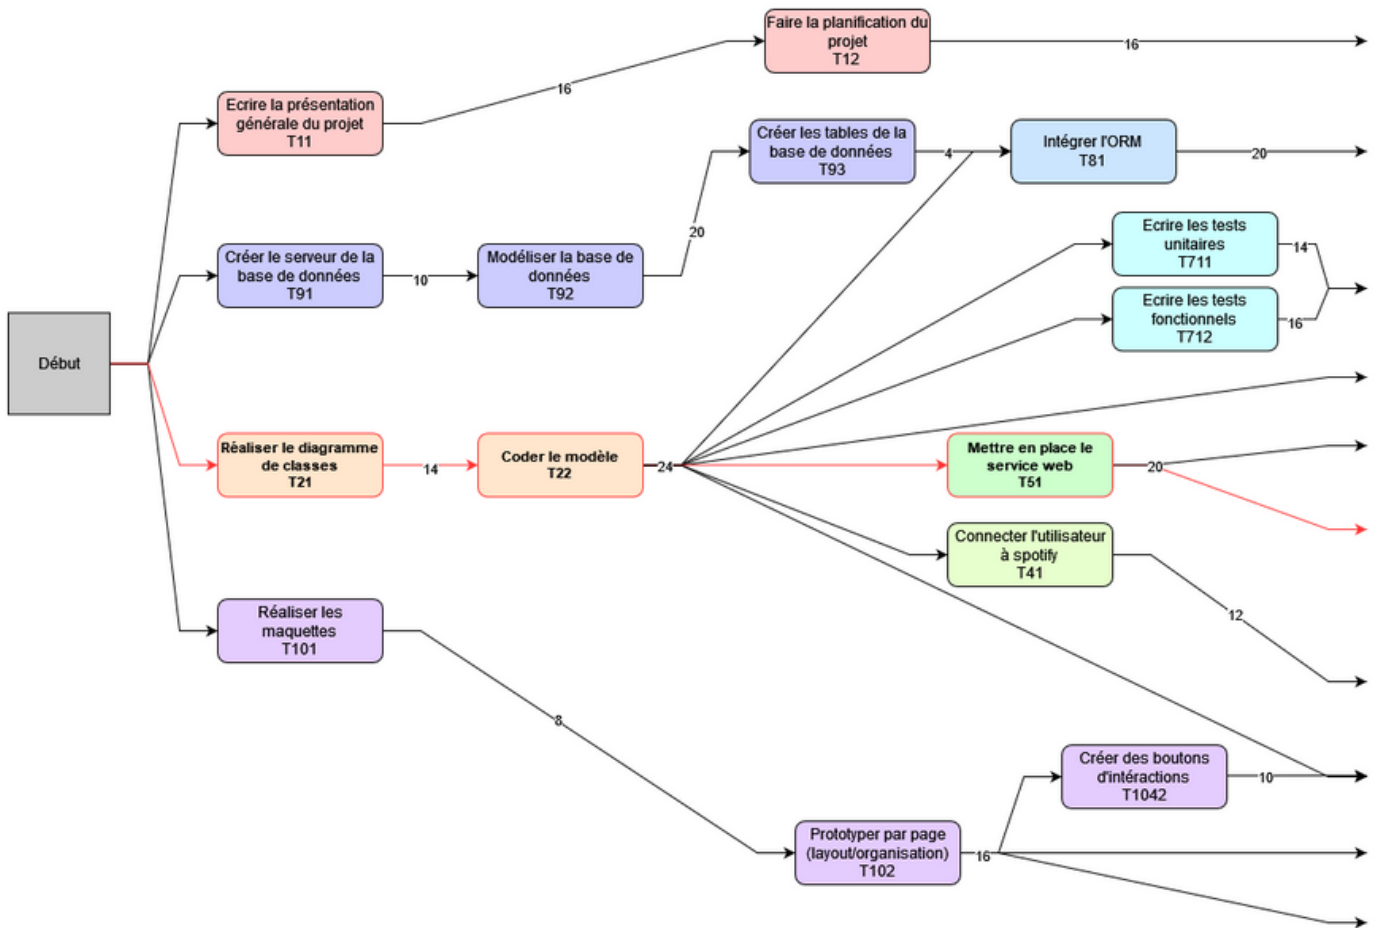 Faire la planification du
projet
T12
16
16
Ecrire la présentation
générale du projet
T11
Créer les tables de la
base de données
T93
4
Intégrer l'ORM
T81
20
20
Ecrire les tests
unitaires
T711
14
Créer le serveur de la
base de données
T91
10
Modéliser la base de
données
T92
Ecrire les tests
fonctionnels
T712
16
Début
Réaliser le diagramme
de classes
T21
14
Coder le modèle
T22
24
Mettre en place le
service web
T51
20
Connecter l'utilisateur
à spotify
T41
12
Réaliser les
maquettes
T101
8
Créer des boutons
d'intéractions
T1042
10
Prototyper par page
(layout/organisation)
T102
16